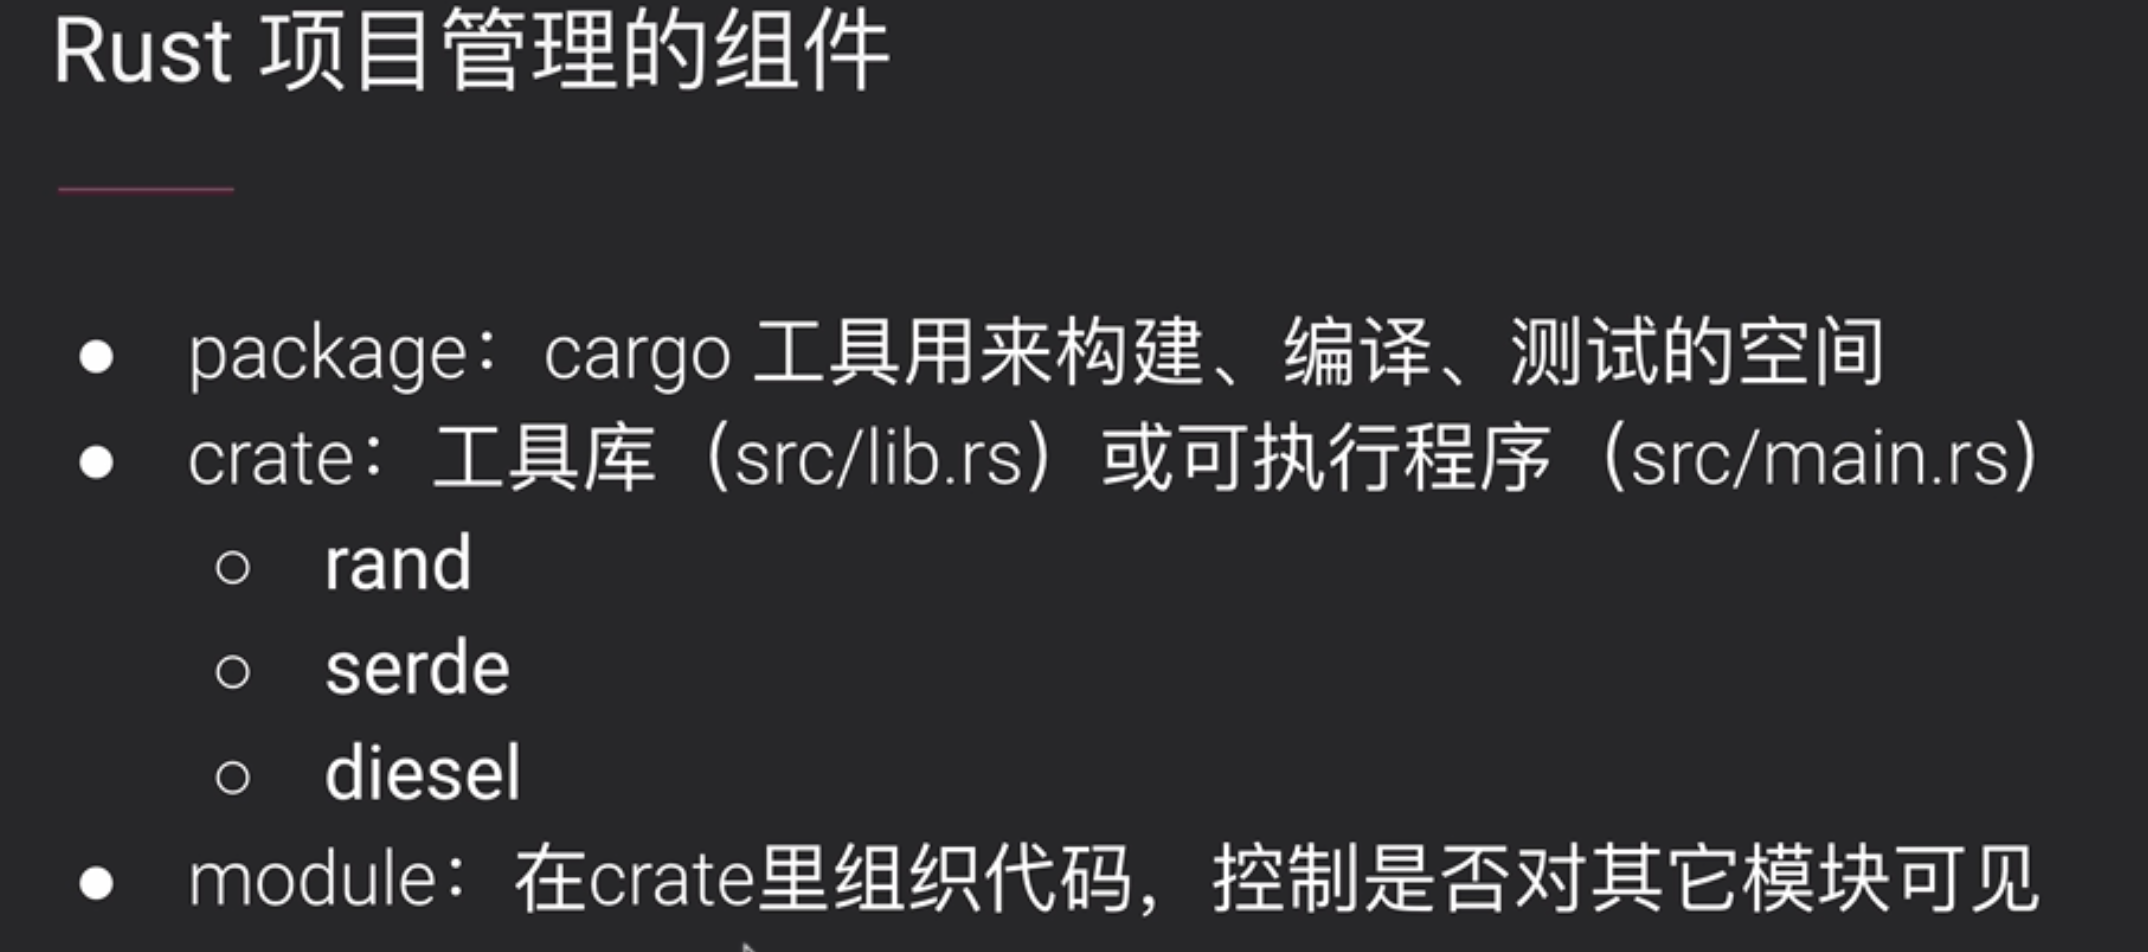 Rust 项目管理的组件
● package：cargo 工具用来构建、编译、测试的空间
● crate：工具库（src/lib.rs）或可执行程序（src/main.rs）
○ rand
○ serde
○ diesel
● module：在crate里组织代码，控制是否对其它模块可见